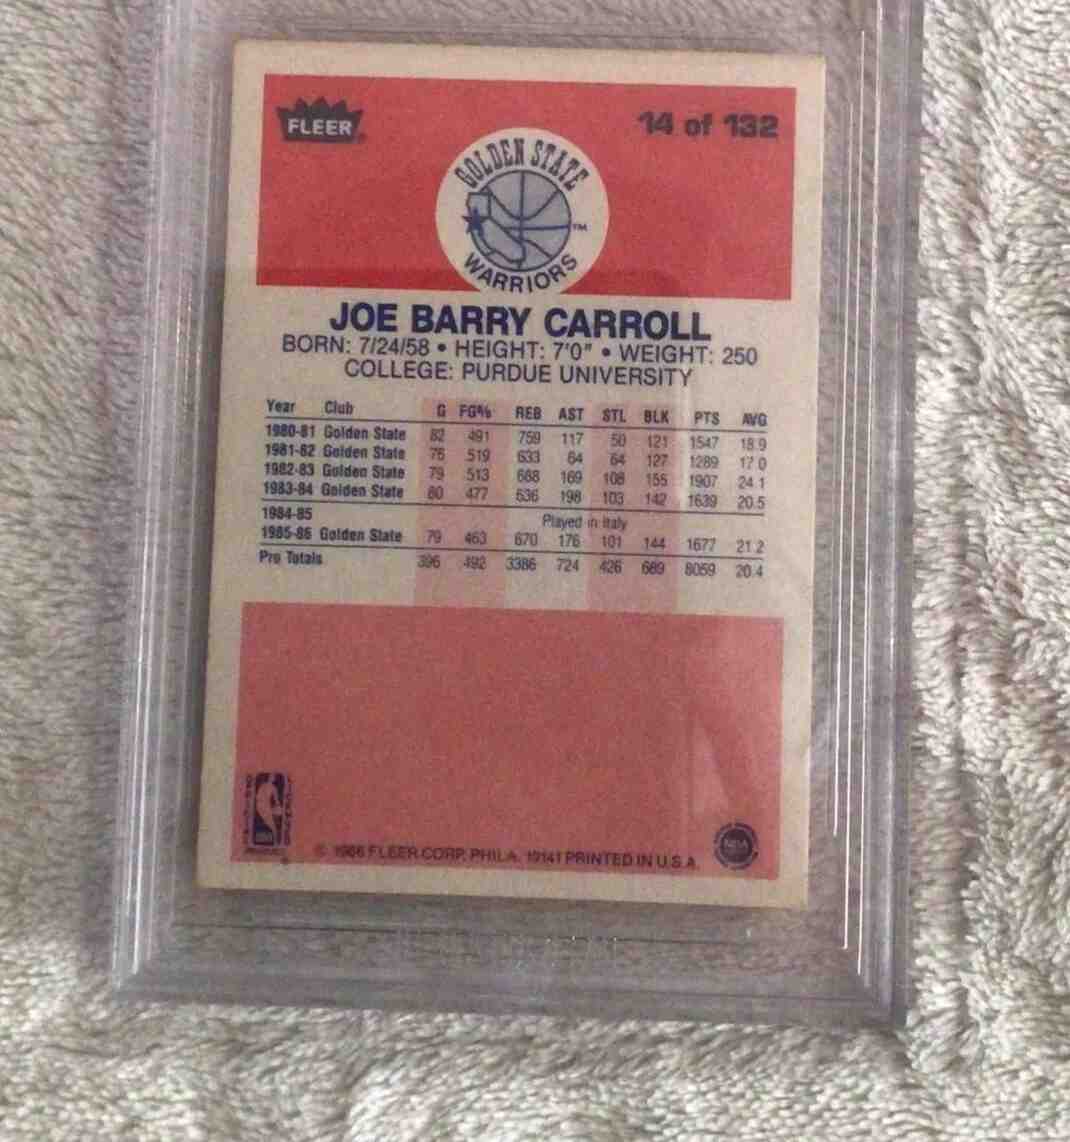 FLEER
14 of 132
GOLDEN STATE
WARRIORS
TM
JOE BARRY CARROLL
BORN: 7/24/58 • HEIGHT: 7'0" • WEIGHT: 250
COLLEGE: PURDUE UNIVERSITY
Year Club G FG% REB AST STL BLK PTS AVG
1980-81 Golden State 82 .491 759 117 50 121 1547 18.9
1981-82 Golden State 76 .519 633 64 64 127 1289 17.0
1982-83 Golden State 79 .513 688 169 108 155 1907 24.1
1983-84 Golden State 80 .477 636 198 103 142 1639 20.5
1984-85 Played in Italy
1985-86 Golden State 79 .463 670 176 101 144 1677 21.2
Pro Totals 396 .492 3386 724 426 689 8059 20.4
© 1986 FLEER CORP. PHILA. 19141 PRINTED IN U.S.A.